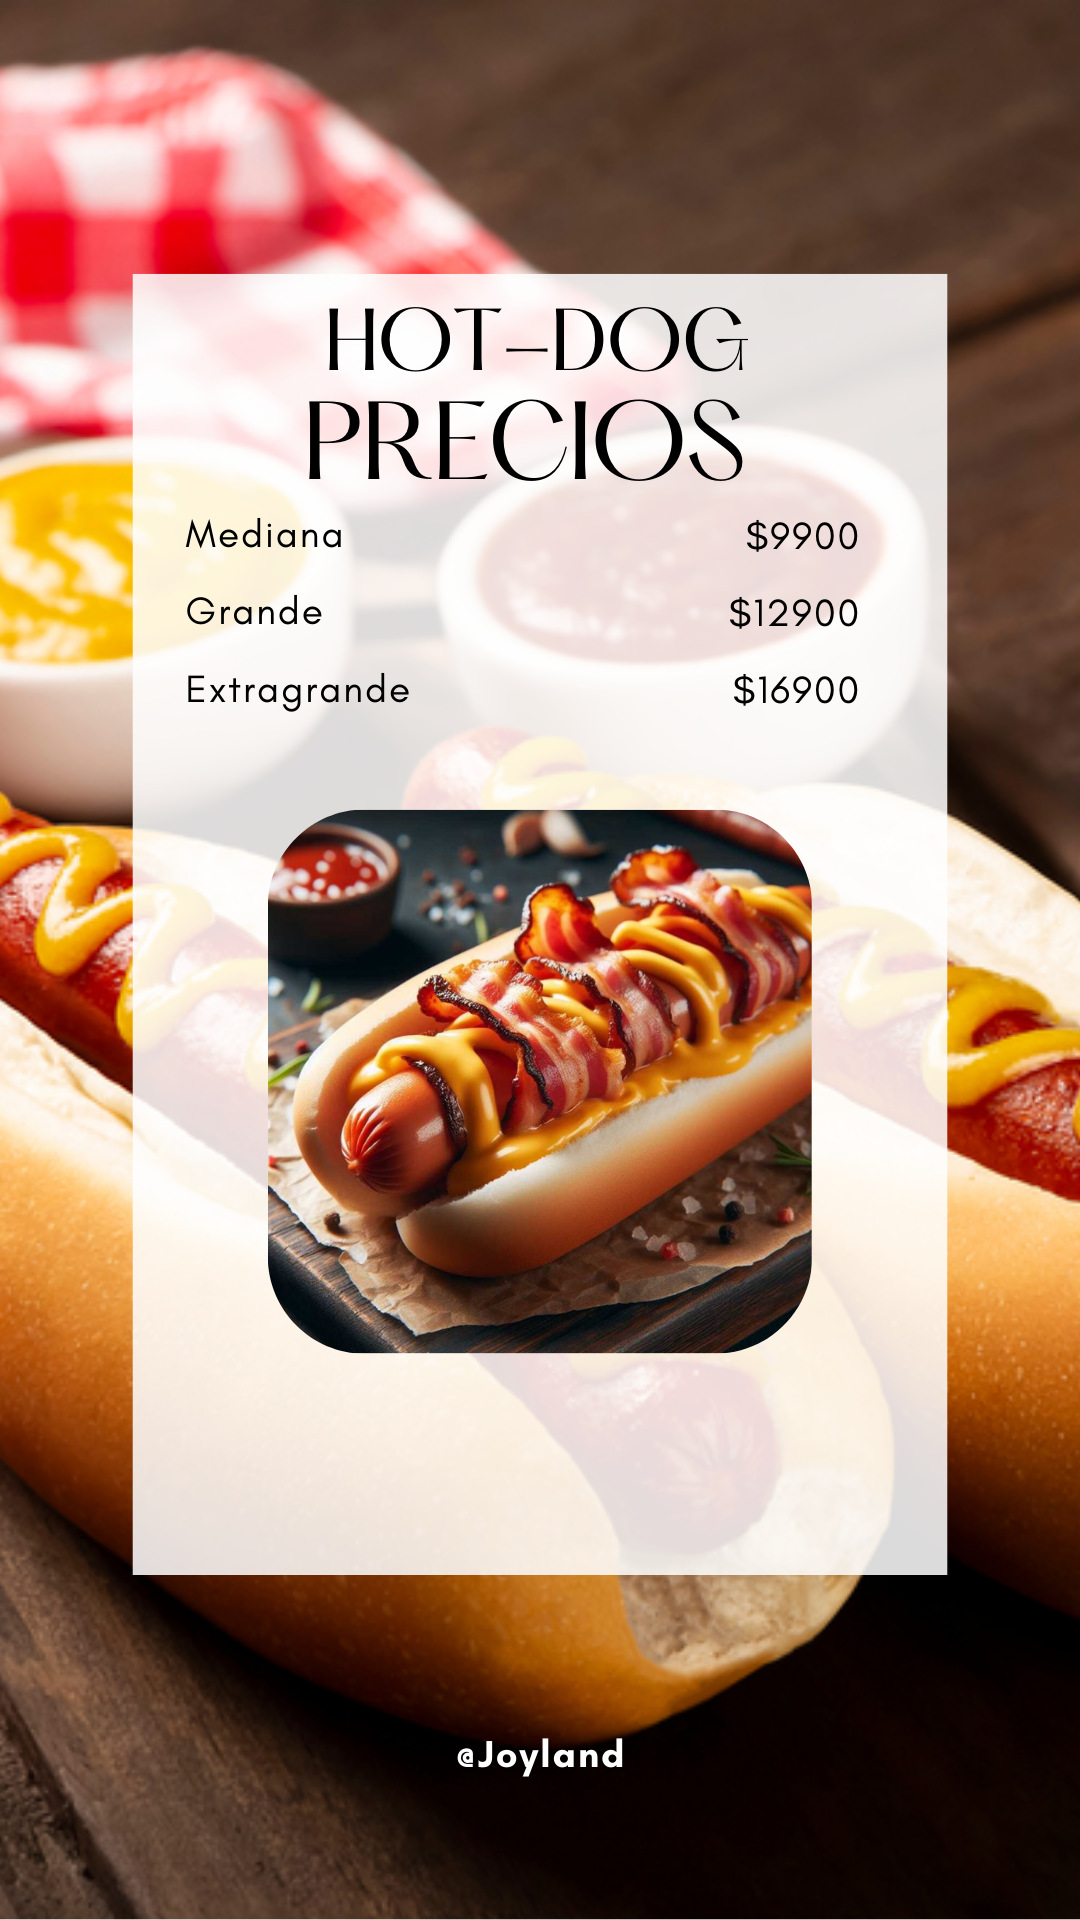 HOT-DOG
PRECIOS
Mediana $9900
Grande $12900
Extragrande $16900
@Joyland